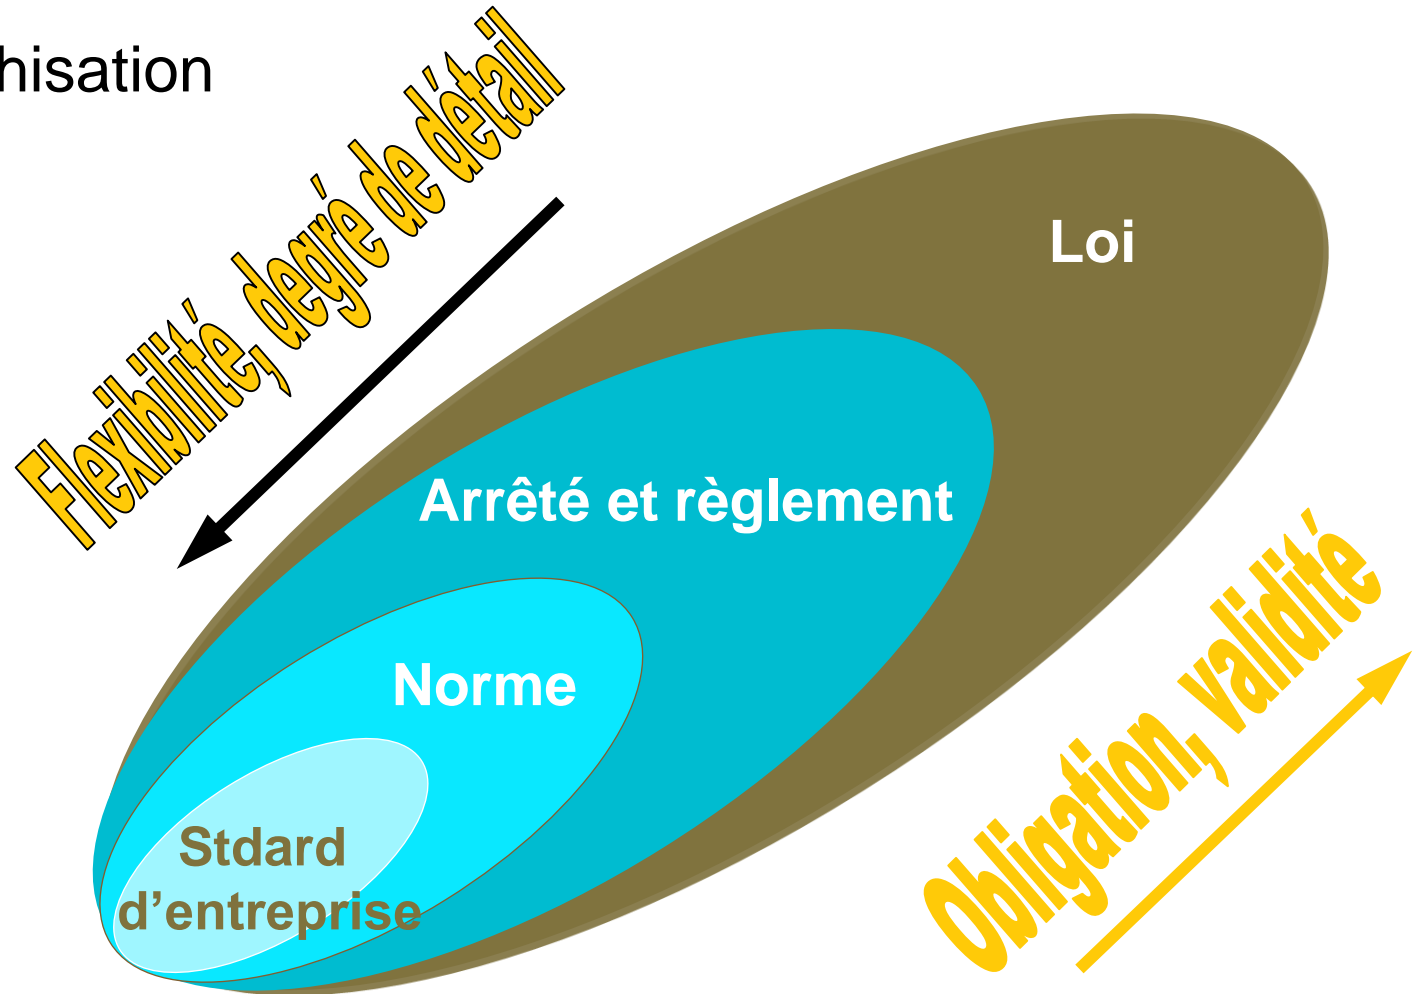 hisation
Flexibilité, degré de détail
Loi
Arrêté et règlement
Norme
Stdard
d’entreprise
Obligation, validité